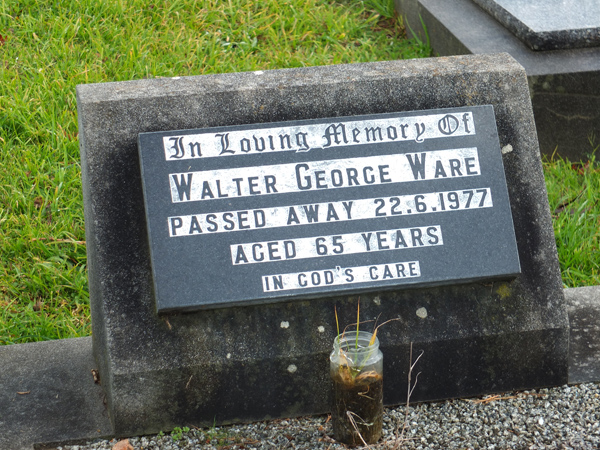 In Loving Memory Of
WALTER GEORGE WARE
PASSED AWAY 22.6.1977
AGED 65 YEARS
IN GOD'S CARE